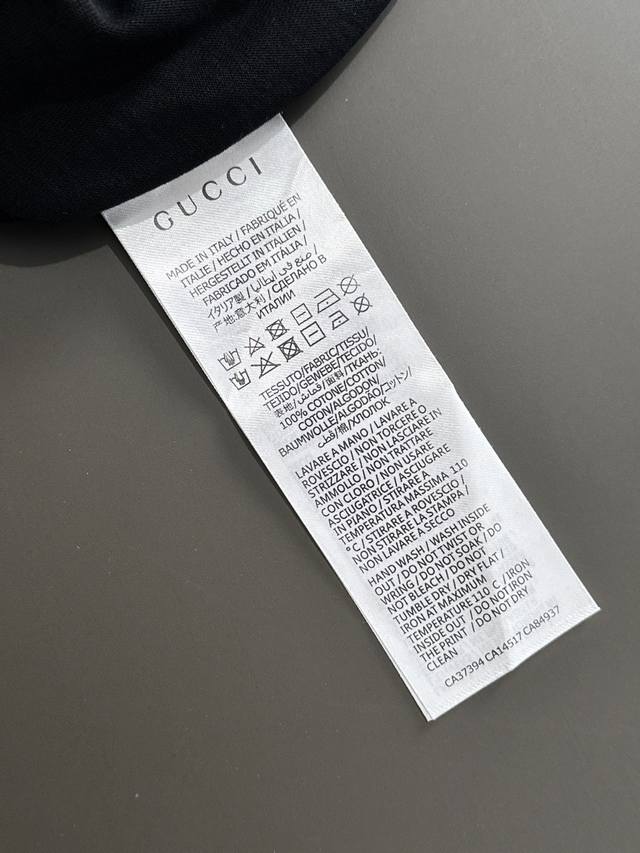 GUCCI
MADE IN ITALY / FABRIQUÉ EN
ITALIE / HECHO EN ITALIA /
HERGESTELLT IN ITALIEN /
FABRICADO EM ITÁLIA /
イタリア製 / صنع في ايطاليا /
产地:意大利 / СДЕЛАНО В
ИТАЛИИ
TESSUTO/FABRIC/TISSU/
TEJIDO/GEWEBE/TECIDO/
表地/قماش/面料/ТКАНЬ:
100% COTONE/COTTON/
COTON/ALGODON/
BAUMWOLLE/ALGODÃO/コットン/
قطن/棉/ХЛОПОК
LAVARE A MANO / LAVARE A
ROVESCIO / NON TORCERE O
STRIZZARE / NON LASCIARE IN
AMMOLLO / NON TRATTARE
CON CLORO / NON USARE
ASCIUGATRICE / ASCIUGARE
IN PIANO / STIRARE A
TEMPERATURA MASSIMA 110
°C / STIRARE A ROVESCIO /
NON STIRARE LA STAMPA /
NON LAVARE A SECCO
HAND WASH / WASH INSIDE
OUT / DO NOT TWIST OR
WRING / DO NOT SOAK / DO
NOT BLEACH / DO NOT
TUMBLE DRY / DRY FLAT /
IRON AT MAXIMUM
TEMPERATURE 110 C / IRON
INSIDE OUT / DO NOT IRON
THE PRINT / DO NOT DRY
CLEAN
CA37394 CA14517 CA84937